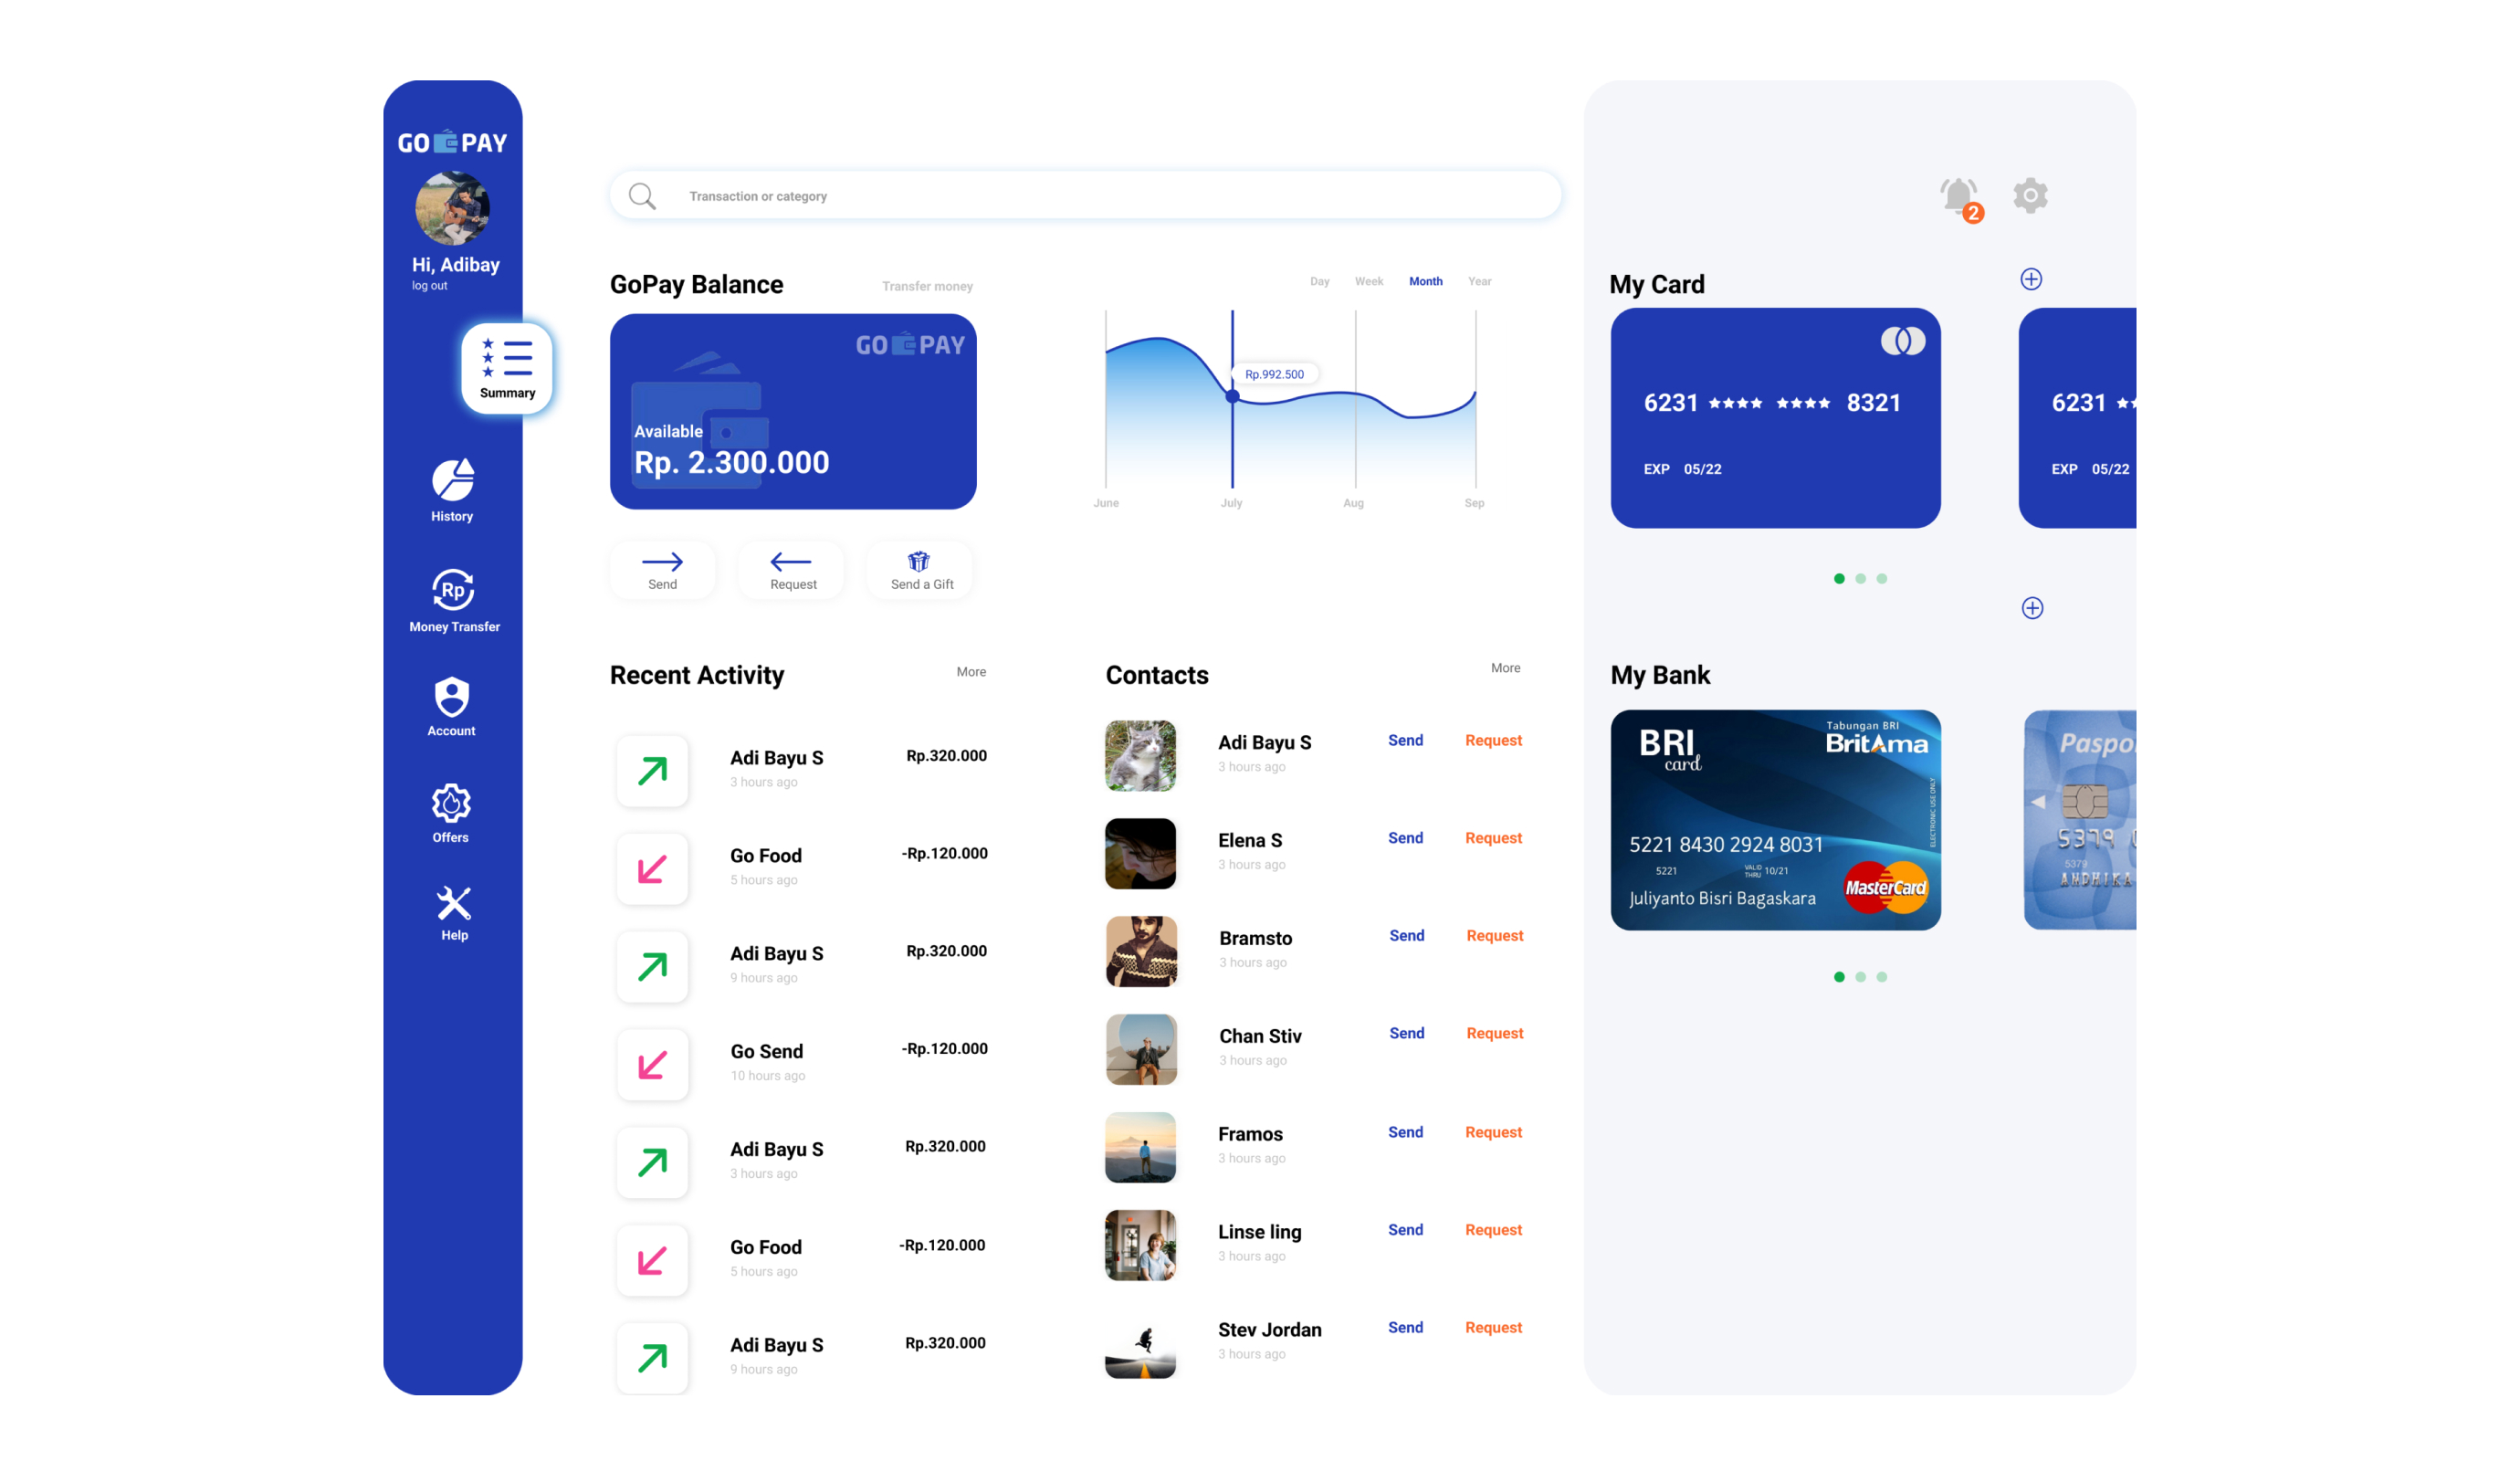 GO PAY
Hi, Adibay
log out
Summary
History
Rp
Money Transfer
Account
Offers
Help
Transaction or category
2
GoPay Balance
Transfer money
GO PAY
Available
Rp. 2.300.000
Send
Request
Send a Gift
Day Week Month Year
Rp.992.500
June July Aug Sep
Recent Activity
More
Adi Bayu S Rp.320.000
3 hours ago
Go Food -Rp.120.000
5 hours ago
Adi Bayu S Rp.320.000
9 hours ago
Go Send -Rp.120.000
10 hours ago
Adi Bayu S Rp.320.000
3 hours ago
Go Food -Rp.120.000
5 hours ago
Adi Bayu S Rp.320.000
9 hours ago
Contacts
More
Adi Bayu S Send Request
3 hours ago
Elena S Send Request
3 hours ago
Bramsto Send Request
3 hours ago
Chan Stiv Send Request
3 hours ago
Framos Send Request
3 hours ago
Linse ling Send Request
3 hours ago
Stev Jordan Send Request
3 hours ago
My Card
6231 **** **** 8321
EXP 05/22
6231 **
EXP 05/22
My Bank
BRI
card
Tabungan BRI
BritAma
ELECTRONIC USE ONLY
5221 8430 2924 8031
5221
VALID THRU 10/21
Juliyanto Bisri Bagaskara
MasterCard
Paspo
5379
5379
ANDHIKA